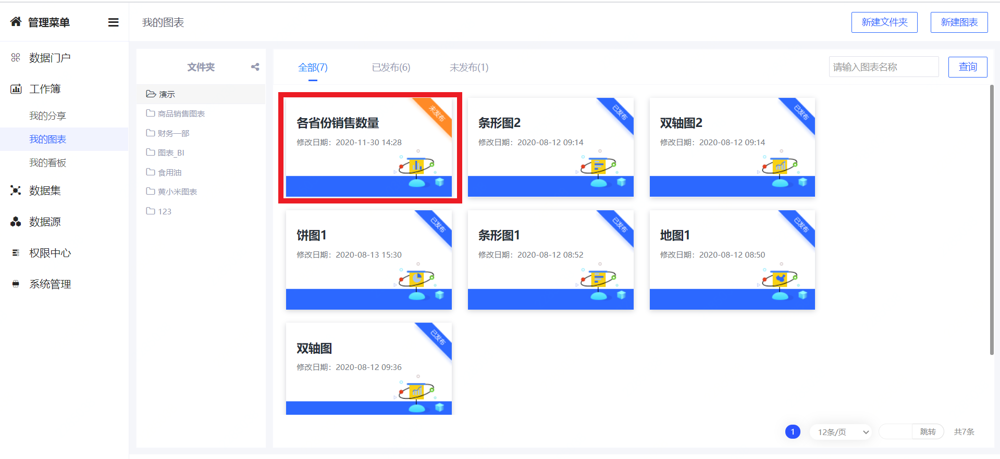 管理菜单
我的图表
新建文件夹
新建图表
数据门户
工作簿
我的分享
我的图表
我的看板
数据集
数据源
权限中心
系统管理
文件夹
演示
商品销售图表
财务一部
图表_BI
食用油
黄小米图表
123
全部(7)
已发布(6)
未发布(1)
请输入图表名称
查询
未发布
各省份销售数量
修改日期：2020-11-30 14:28
已发布
条形图2
修改日期：2020-08-12 09:14
已发布
双轴图2
修改日期：2020-08-12 09:14
已发布
饼图1
修改日期：2020-08-13 15:30
已发布
条形图1
修改日期：2020-08-12 08:52
已发布
地图1
修改日期：2020-08-12 08:50
已发布
双轴图
修改日期：2020-08-12 09:36
1
12条/页
跳转
共7条